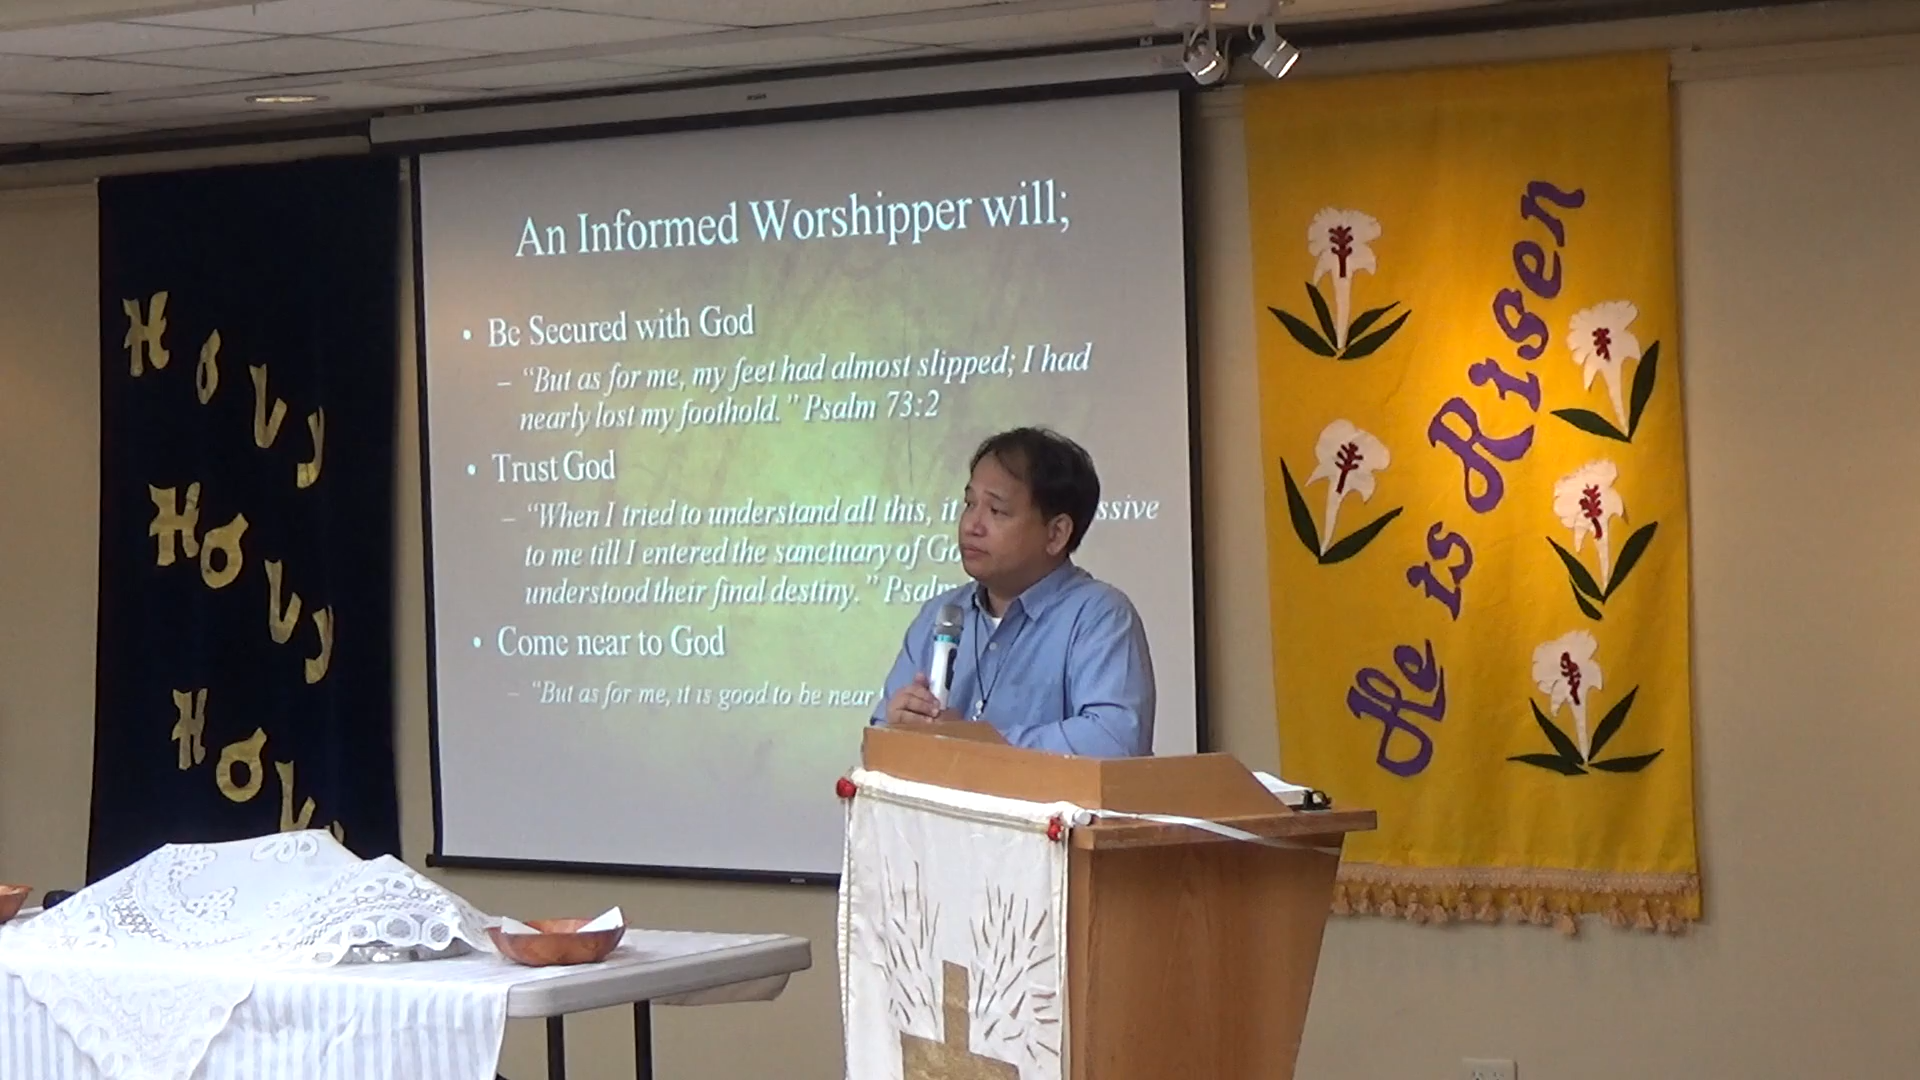 An Informed Worshipper will;
• Be Secured with God
– “But as for me, my feet had almost slipped; I had
nearly lost my foothold.” Psalm 73:2
• Trust God
– “When I tried to understand all this, it ssive
to me till I entered the sanctuary of
understood their final destiny.”
• Come near to God
– “But as for me, it is good to be near
Holy
Holy
Holy
He is Risen